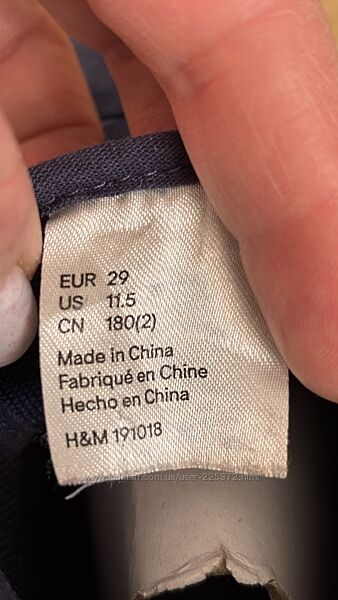 EUR 29
US 11.5
CN 180(2)
Made in China
Fabriqué en Chine
Hecho en China
H&M 191018